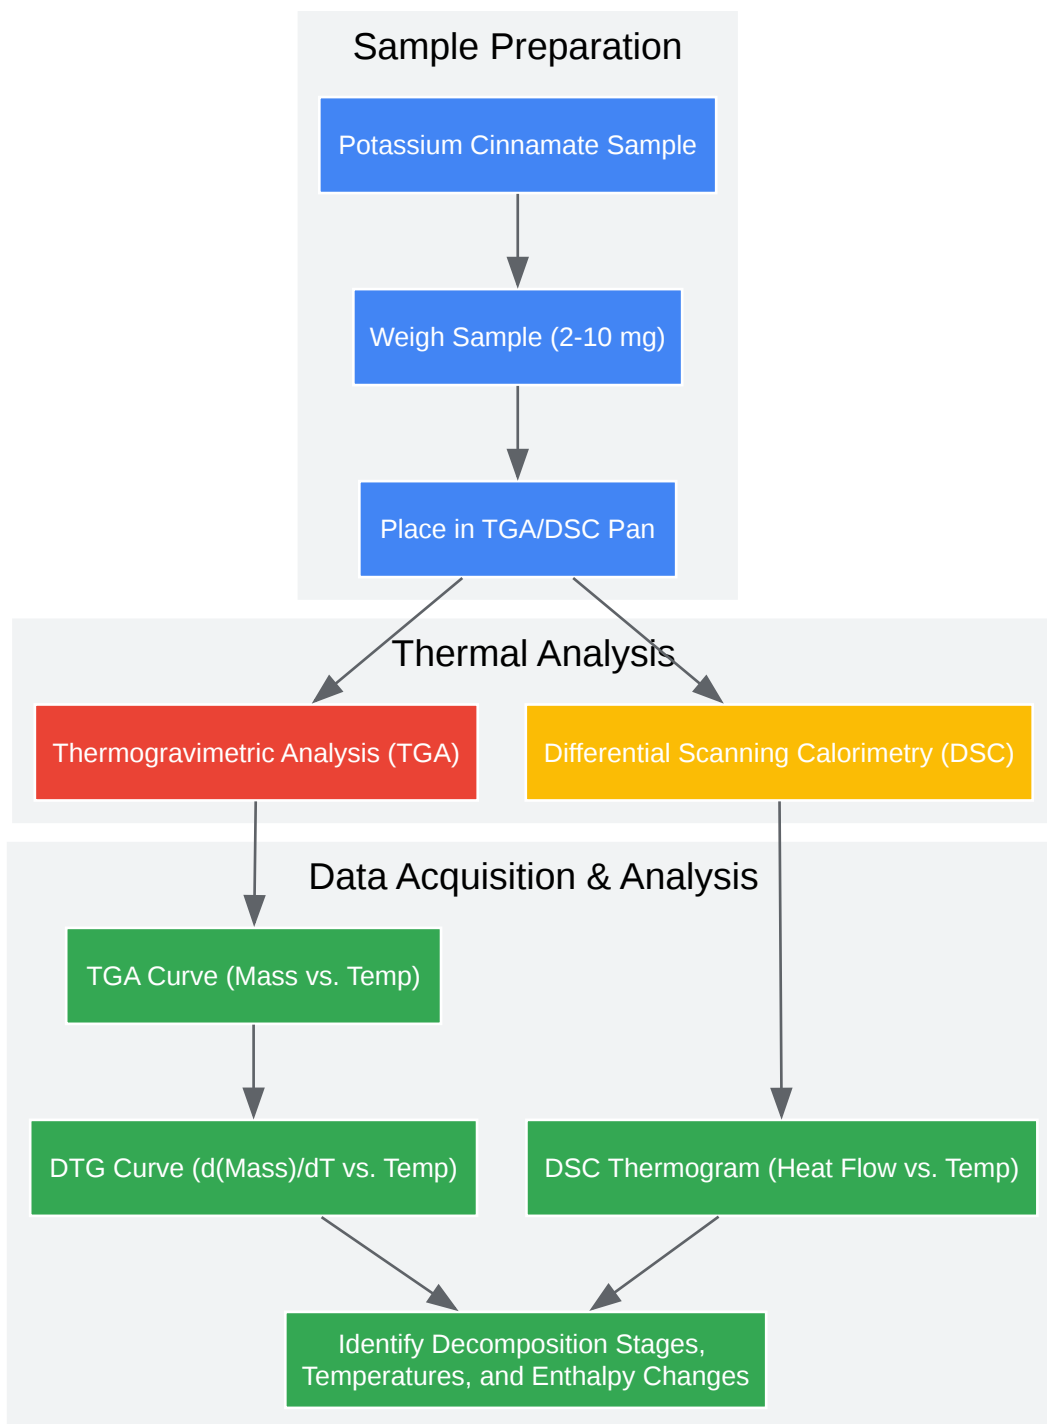 Sample Preparation
Potassium Cinnamate Sample
Weigh Sample (2-10 mg)
Place in TGA/DSC Pan
Thermal Analysis
Thermogravimetric Analysis (TGA)
Differential Scanning Calorimetry (DSC)
Data Acquisition & Analysis
TGA Curve (Mass vs. Temp)
DTG Curve (d(Mass)/dT vs. Temp)
DSC Thermogram (Heat Flow vs. Temp)
Identify Decomposition Stages,
Temperatures, and Enthalpy Changes